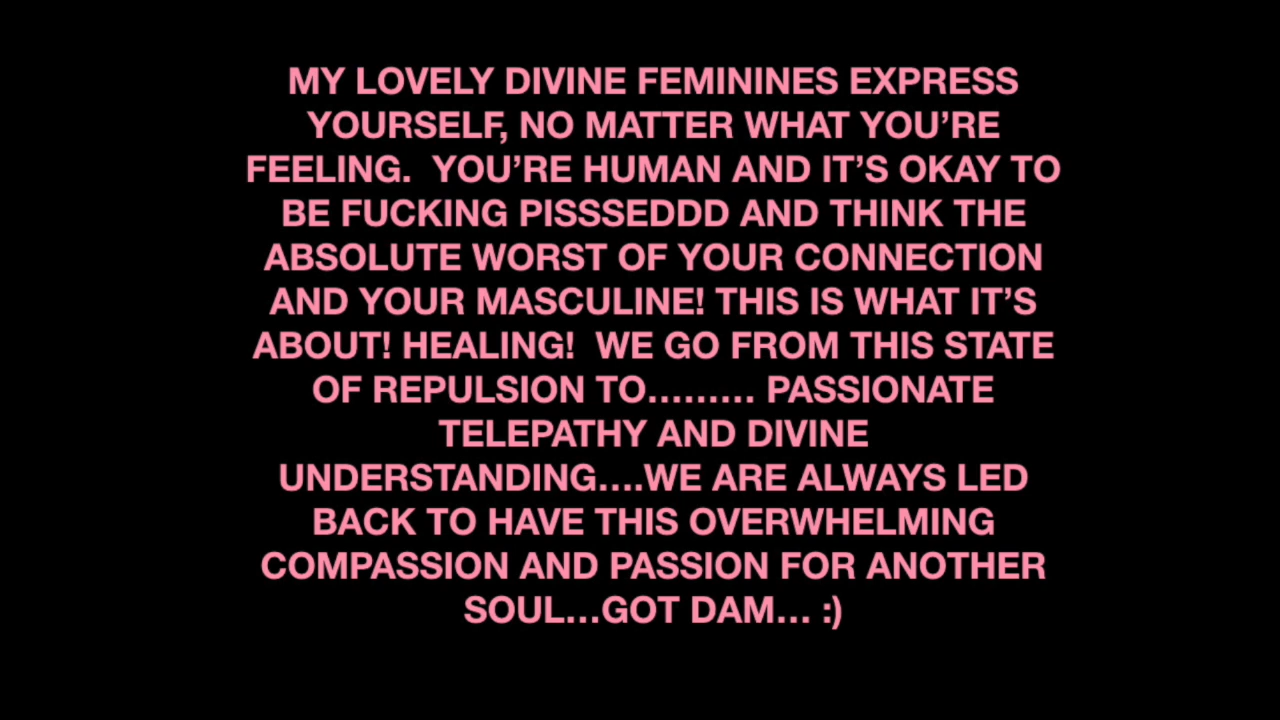 MY LOVELY DIVINE FEMININES EXPRESS
YOURSELF, NO MATTER WHAT YOU’RE
FEELING.  YOU’RE HUMAN AND IT’S OKAY TO
BE FUCKING PISSSEDDD AND THINK THE
ABSOLUTE WORST OF YOUR CONNECTION
AND YOUR MASCULINE! THIS IS WHAT IT’S
ABOUT! HEALING!  WE GO FROM THIS STATE
OF REPULSION TO……… PASSIONATE
TELEPATHY AND DIVINE
UNDERSTANDING….WE ARE ALWAYS LED
BACK TO HAVE THIS OVERWHELMING
COMPASSION AND PASSION FOR ANOTHER
SOUL…GOT DAM… :)